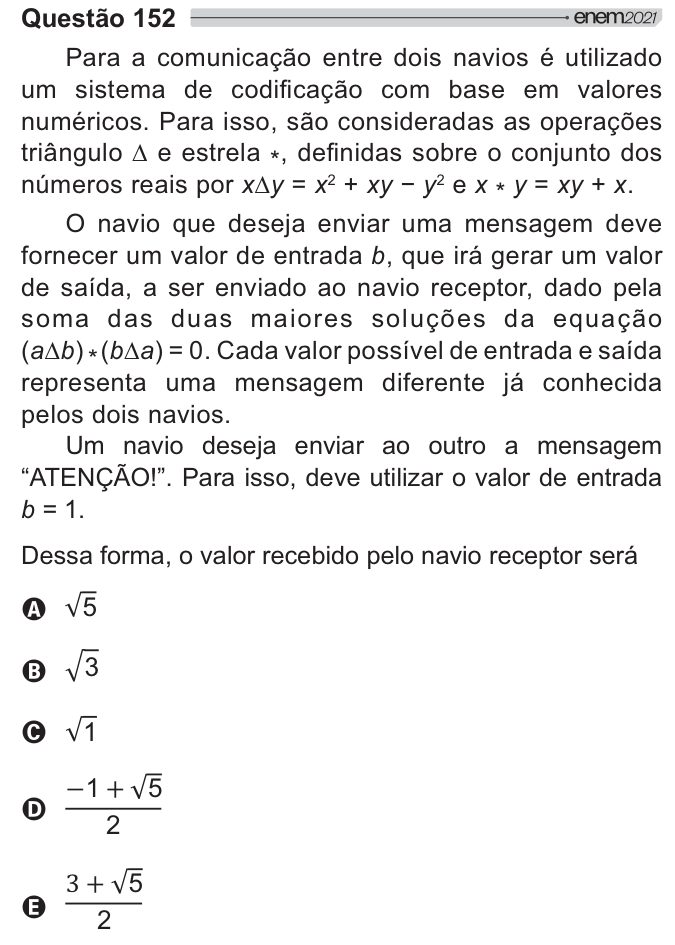 Questão 152 enem2021
Para a comunicação entre dois navios é utilizado
um sistema de codificação com base em valores
numéricos. Para isso, são consideradas as operações
triângulo Δ e estrela *, definidas sobre o conjunto dos
números reais por xΔy = x² + xy − y² e x * y = xy + x.
O navio que deseja enviar uma mensagem deve
fornecer um valor de entrada b, que irá gerar um valor
de saída, a ser enviado ao navio receptor, dado pela
soma das duas maiores soluções da equação
(aΔb) * (bΔa) = 0. Cada valor possível de entrada e saída
representa uma mensagem diferente já conhecida
pelos dois navios.
Um navio deseja enviar ao outro a mensagem
“ATENÇÃO!”. Para isso, deve utilizar o valor de entrada
b = 1.
Dessa forma, o valor recebido pelo navio receptor será
A √5
B √3
C √1
D (−1 + √5)/2
E (3 + √5)/2